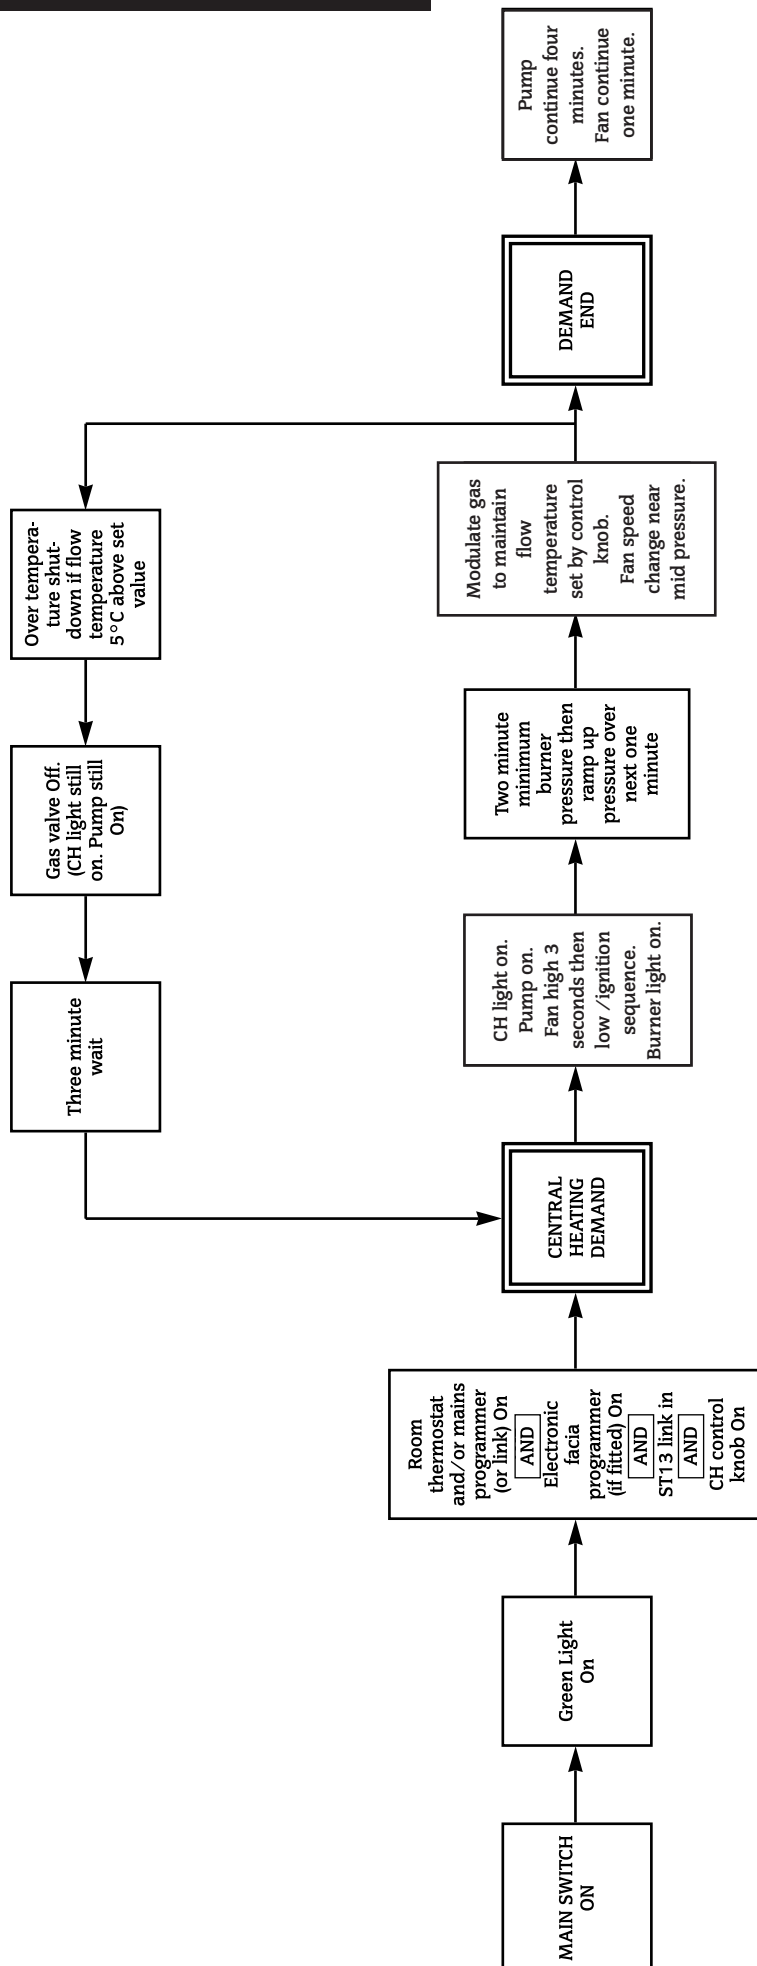 MAIN SWITCH
ON
Green Light
On
Room
thermostat
and/or mains
programmer
(or link) On
AND
Electronic
facia
programmer
(if fitted) On
AND
ST13 link in
AND
CH control
knob On
CENTRAL
HEATING
DEMAND
CH light on.
Pump on.
Fan high 3
seconds then
low /ignition
sequence.
Burner light on.
Two minute
minimum
burner
pressure then
ramp up
pressure over
next one
minute
Modulate gas
to maintain
flow
temperature
set by control
knob.
Fan speed
change near
mid pressure.
DEMAND
END
Pump
continue four
minutes.
Fan continue
one minute.
Over tempera-
ture shut-
down if flow
temperature
5°C above set
value
Gas valve Off.
(CH light still
on. Pump still
On)
Three minute
wait